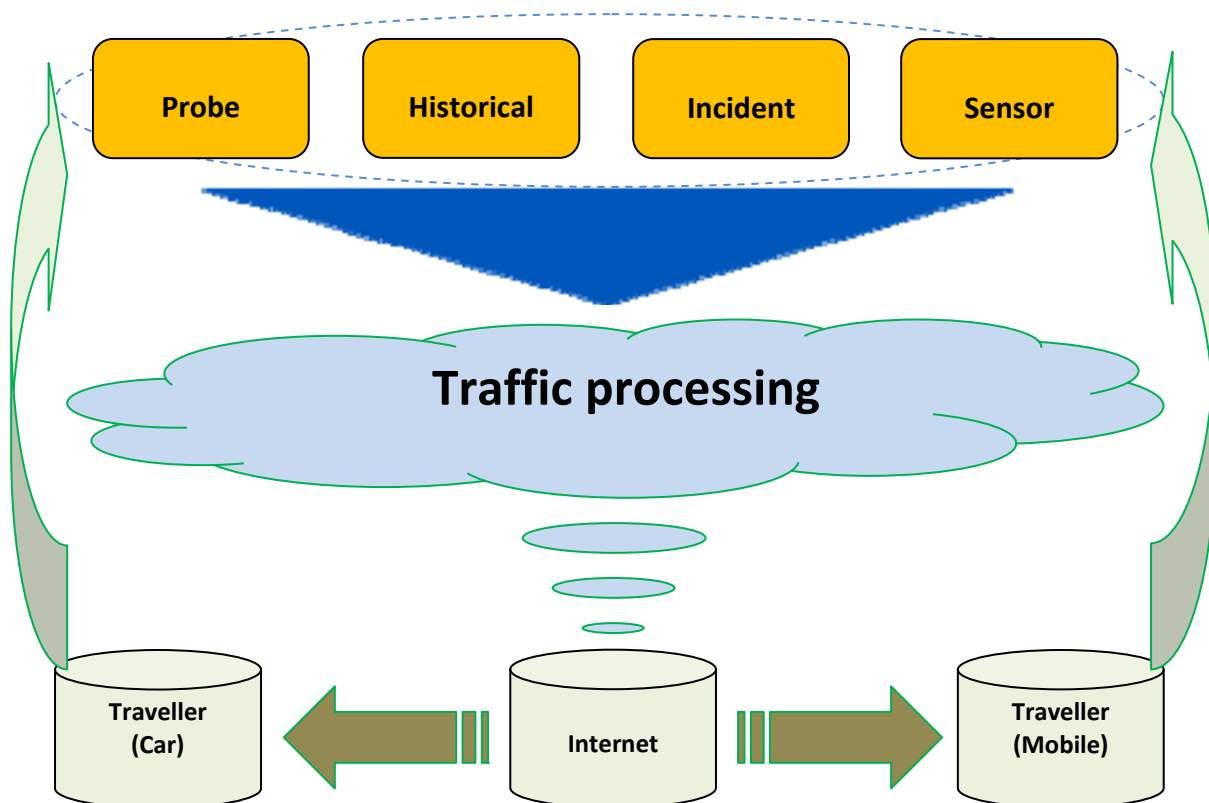 Probe
Historical
Incident
Sensor
Traffic processing
Traveller
(Car)
Internet
Traveller
(Mobile)